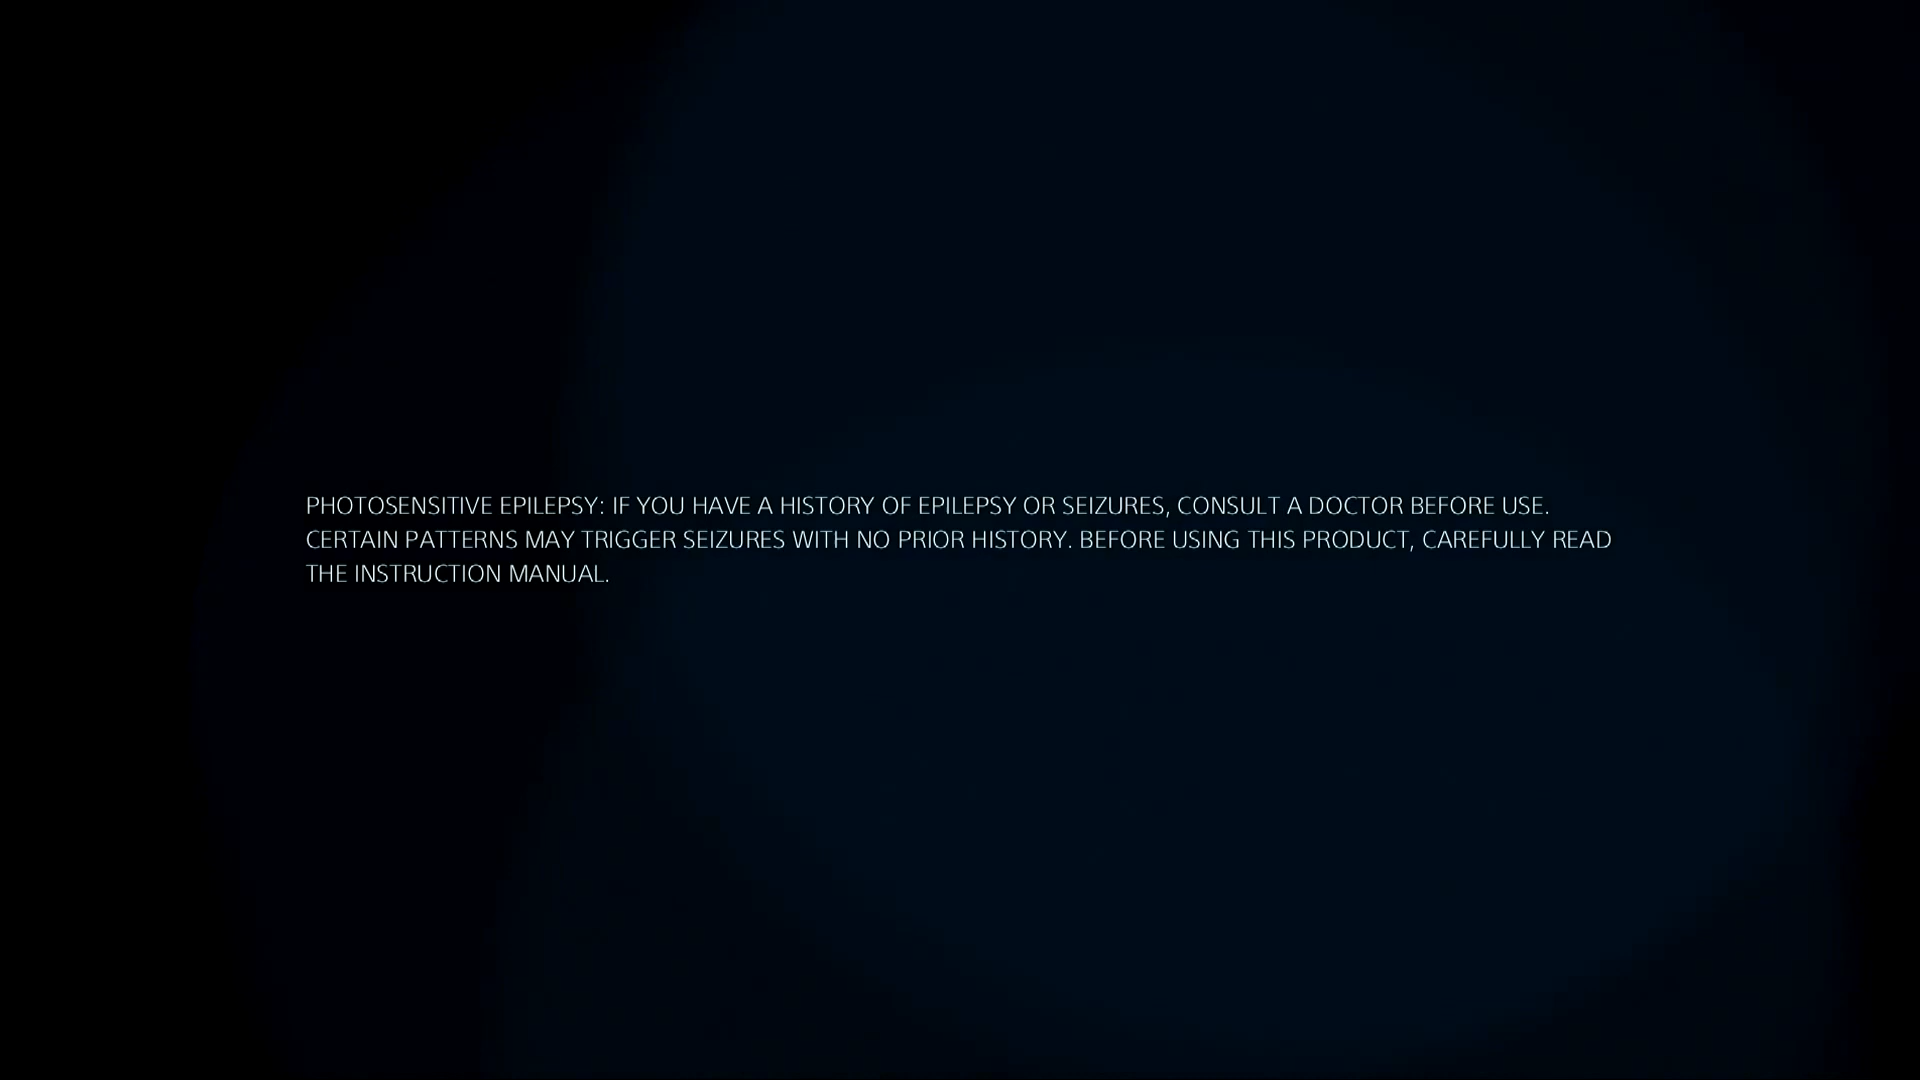 PHOTOSENSITIVE EPILEPSY: IF YOU HAVE A HISTORY OF EPILEPSY OR SEIZURES, CONSULT A DOCTOR BEFORE USE.
CERTAIN PATTERNS MAY TRIGGER SEIZURES WITH NO PRIOR HISTORY. BEFORE USING THIS PRODUCT, CAREFULLY READ
THE INSTRUCTION MANUAL.